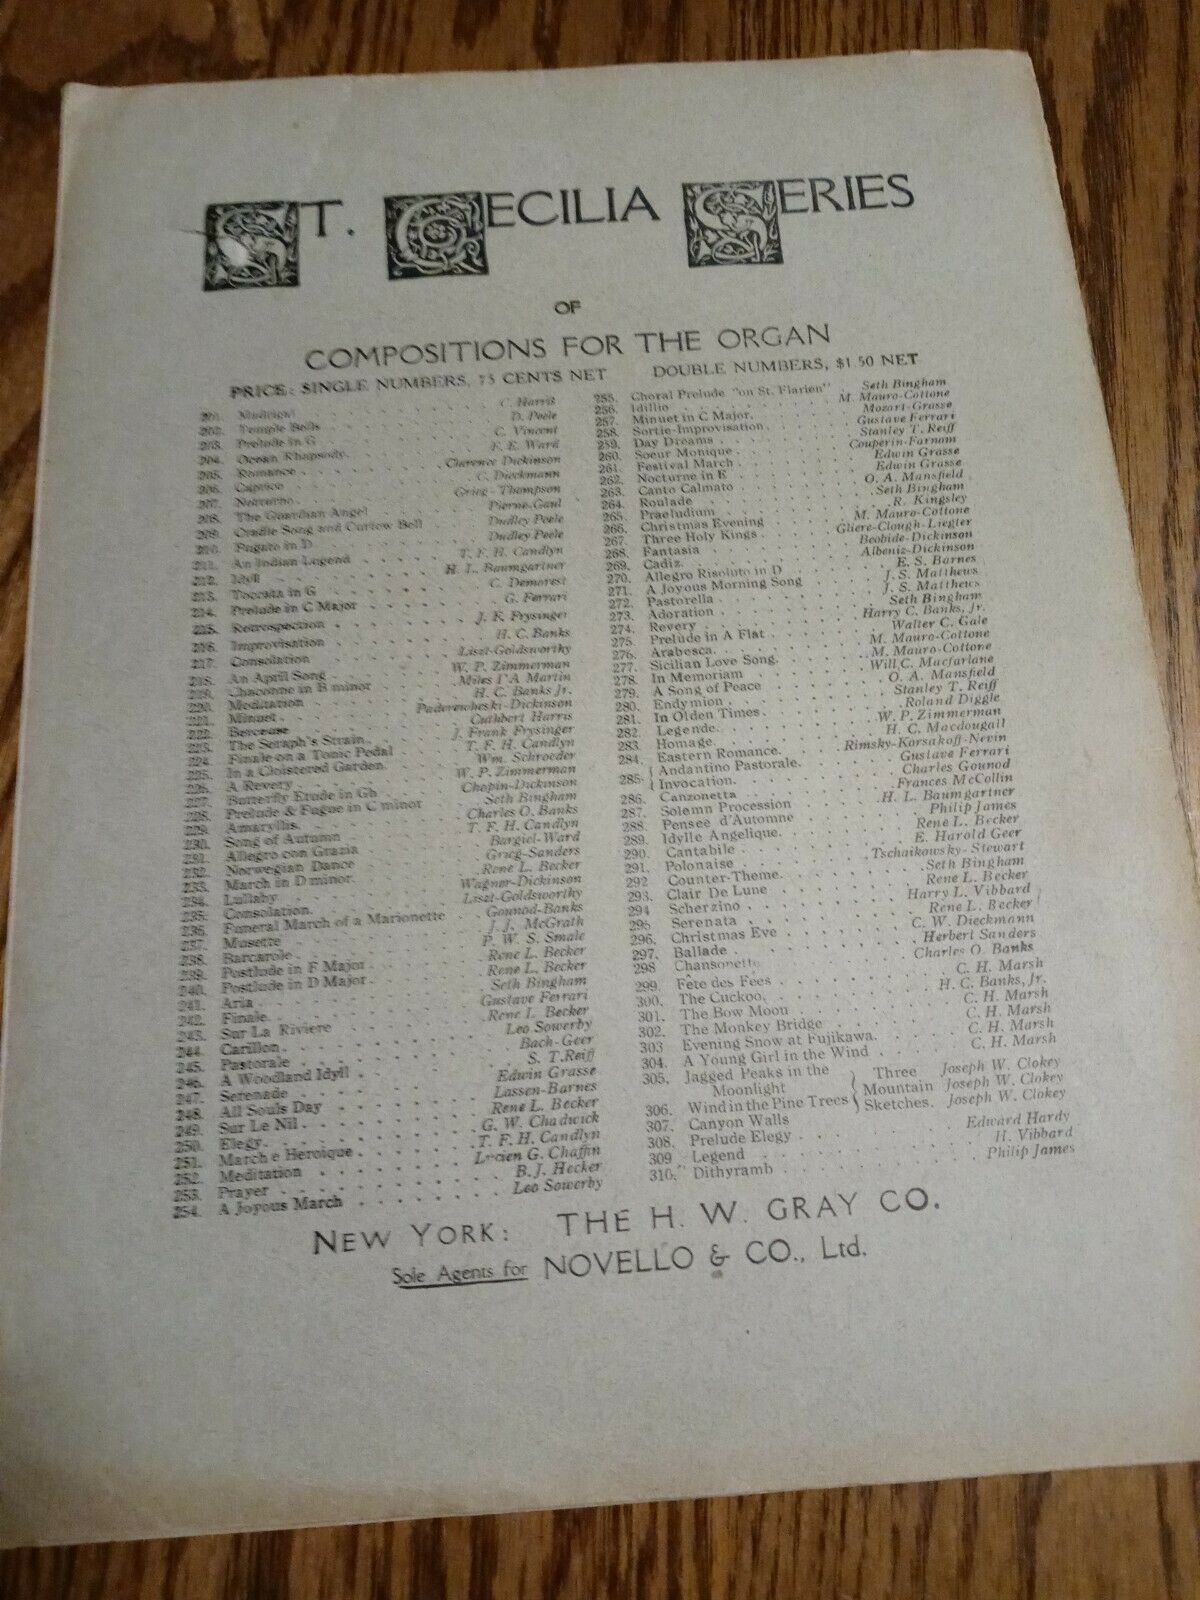 ST. CECILIA SERIES
OF
COMPOSITIONS FOR THE ORGAN
PRICE: SINGLE NUMBERS, 75 CENTS NET DOUBLE NUMBERS, $1.50 NET
201. Madrigal C. Harris
202. Temple Bells D. Peele
203. Prelude in G C. Vincent
204. Ocean Rhapsody. F. E. Ward
205. Romance Clarence Dickinson
206. Caprice C. Dieckmann
207. Nocturne Grieg-Thompson
208. The Guardian Angel Pierne-Gaul
209. Cradle Song and Curfew Bell Dudley Peele
210. Fugato in D Dudley Peele
211. An Indian Legend T. F. H. Candlyn
212. Idyll H. L. Baumgartner
213. Toccata in G C. Demorest
214. Prelude in C Major G. Ferrari
215. Retrospection J. F. Frysinger
216. Improvisation H. C. Banks
217. Consolation Liszt-Goldsworthy
218. An April Song W. P. Zimmerman
219. Chaconne in B minor Miles I'A Martin
220. Meditation H. C. Banks Jr.
221. Minuet Paderewcheski-Dickinson
222. Berceuse Cuthbert Harris
223. The Seraph's Strain J. Frank Frysinger
224. Finale on a Tonic Pedal T. F. H. Candlyn
225. In a Cloistered Garden. Wm. Schroeder
226. A Revery W. P. Zimmerman
227. Butterfly Etude in Gb Chopin-Dickinson
228. Prelude & Fugue in C minor Seth Bingham
229. Amaryllis Charles O. Banks
230. Song of Autumn T. F. H. Candlyn
231. Allegro con Grazia Bargiel-Ward
232. Norwegian Dance Grieg-Sanders
233. March in D minor Rene L. Becker
234. Lullaby Wagner-Dickinson
235. Consolation. Liszt-Goldsworthy
236. Funeral March of a Marionette Gounod-Banks
237. Musette J. J. McGrath
238. Barcarole P. W. S. Smale
239. Postlude in F Major Rene L. Becker
240. Postlude in D Major Rene L. Becker
241. Aria Seth Bingham
242. Finale Gustave Ferrari
243. Sur La Riviere Rene L. Becker
244. Carillon Leo Sowerby
245. Pastorale Bach-Geer
246. A Woodland Idyll S. T. Reiff
247. Serenade Edwin Grasse
248. All Souls Day Lassen-Barnes
249. Sur Le Nil Rene L. Becker
250. Elegy. G. W. Chadwick
251. Marche Heroique T. F. H. Candlyn
252. Meditation Lucien G. Chaffin
253. Prayer B. J. Hecker
254. A Joyous March Leo Sowerby
255. Choral Prelude "on St. Flavien" Seth Bingham
256. Idillio M. Mauro-Cottone
257. Minuet in C Major Mozart-Grasse
258. Sortie-Improvisation Gustave Ferrari
259. Day Dreams Stanley T. Reiff
260. Soeur Monique Couperin-Farnam
261. Festival March Edwin Grasse
262. Nocturne in E Edwin Grasse
263. Canto Calmato O. A. Mansfield
264. Roulade Seth Bingham
265. Praeludium R. Kingsley
266. Christmas Evening M. Mauro-Cottone
267. Three Holy Kings Gliere-Clough-Liegter
268. Fantasia Beobide-Dickinson
269. Cadiz Albeniz-Dickinson
270. Allegro Risoluto in D E. S. Barnes
271. A Joyous Morning Song J. S. Matthews
272. Pastorella J. S. Matthews
273. Adoration Seth Bingham
274. Revery Harry C. Banks, Jr.
275. Prelude in A Flat Walter C. Gale
276. Arabesca. M. Mauro-Cottone
277. Sicilian Love Song. M. Mauro-Cottone
278. In Memoriam Will C. Macfarlane
279. A Song of Peace O. A. Mansfield
280. Endymion Stanley T. Reiff
281. In Olden Times Roland Diggle
282. Legende. W. P. Zimmerman
283. Homage H. C. Macdougall
284. Eastern Romance. Rimsky-Korsakoff-Nevin
285. { Andantino Pastorale. Gustave Ferrari
Invocation. Charles Gounod
286. Canzonetta Frances McCollin
287. Solemn Procession H. L. Baumgartner
288. Pensee d'Automne Philip James
289. Idylle Angelique. Rene L. Becker
290. Cantabile E. Harold Geer
291. Polonaise Tschaikowsky-Stewart
292 Counter-Theme. Seth Bingham
293. Clair De Lune Rene L. Becker
294 Scherzino Harry L. Vibbard
295 Serenata Rene L. Becker
296. Christmas Eve C. W. Dieckmann
297. Ballade Herbert Sanders
298 Chansonette Charles O. Banks
299. Fête des Fées C. H. Marsh
300. The Cuckoo. H. C. Banks, Jr.
301. The Bow Moon C. H. Marsh
302. The Monkey Bridge C. H. Marsh
303 Evening Snow at Fujikawa. C. H. Marsh
304. A Young Girl in the Wind C. H. Marsh
305. Jagged Peaks in the Moonlight Three Joseph W. Clokey
306. Wind in the Pine Trees Mountain Joseph W. Clokey
307. Canyon Walls Sketches. Joseph W. Clokey
308. Prelude Elegy Edward Hardy
309 Legend H. Vibbard
310. Dithyramb Philip James
NEW YORK: THE H. W. GRAY CO.
Sole Agents for NOVELLO & CO., Ltd.